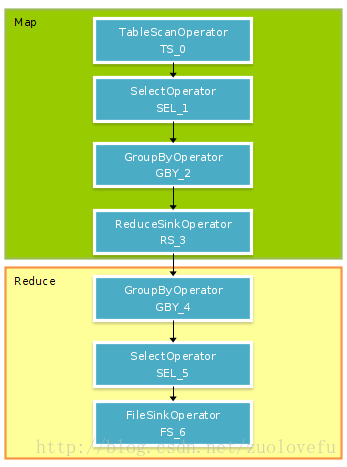 Map
TableScanOperator
TS_0
SelectOperator
SEL_1
GroupByOperator
GBY_2
ReduceSinkOperator
RS_3
Reduce
GroupByOperator
GBY_4
SelectOperator
SEL_5
FileSinkOperator
FS_6
http://blog.csdn.net/zuolovefu